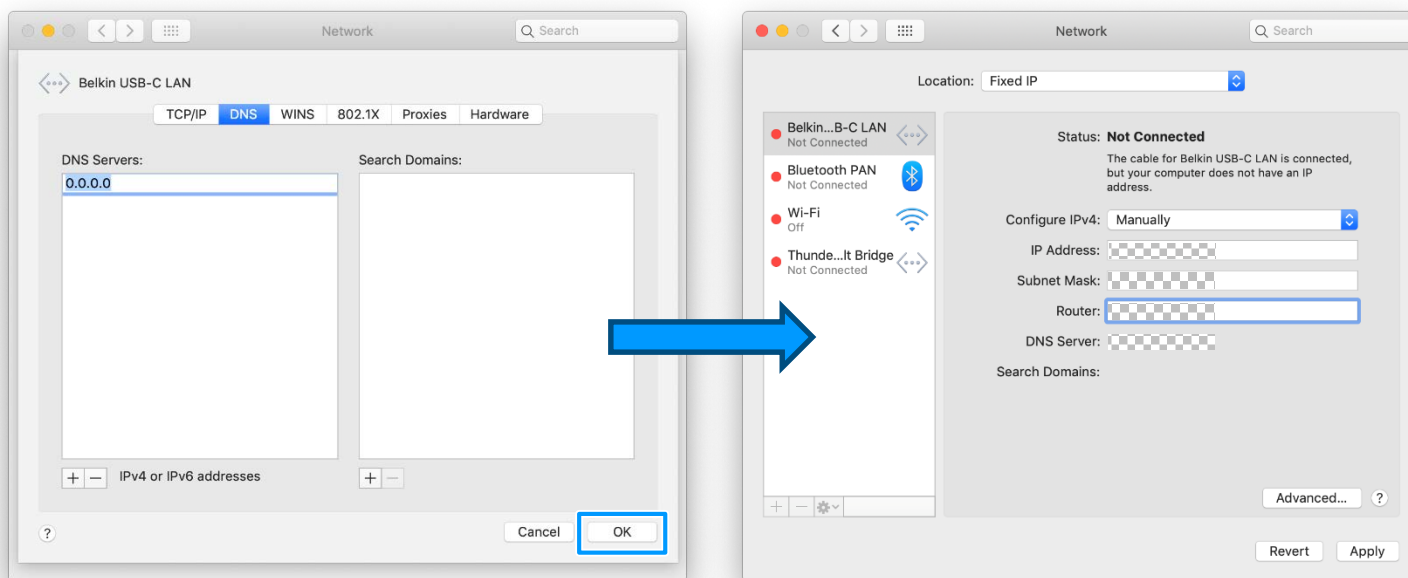 Network
Search
Belkin USB-C LAN
TCP/IP DNS WINS 802.1X Proxies Hardware
DNS Servers:
Search Domains:
0.0.0.0
+ − IPv4 or IPv6 addresses
+ −
?
Cancel
OK
Network
Search
Location: Fixed IP
Belkin...B-C LAN
Not Connected
Bluetooth PAN
Not Connected
Wi-Fi
Off
Thunde...lt Bridge
Not Connected
+ −
Status: Not Connected
The cable for Belkin USB-C LAN is connected,
but your computer does not have an IP
address.
Configure IPv4: Manually
IP Address:
Subnet Mask:
Router:
DNS Server:
Search Domains:
Advanced... ?
Revert
Apply